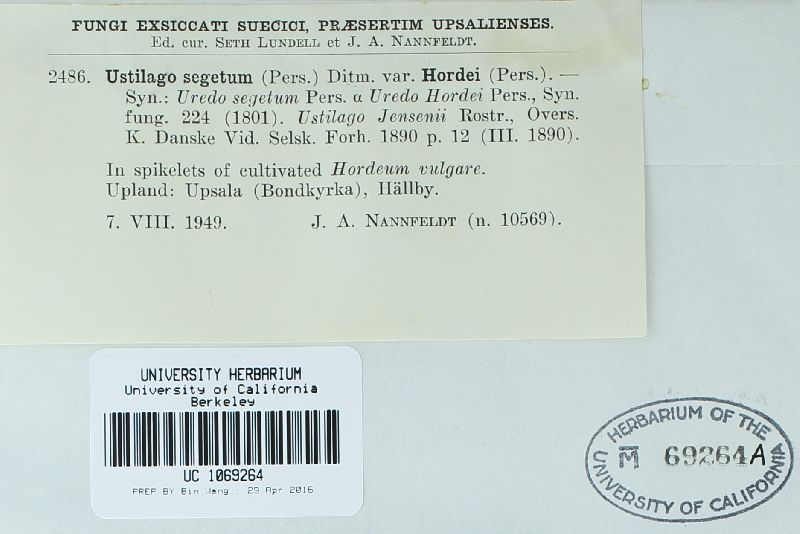 FUNGI EXSICCATI SUECICI, PRÆSERTIM UPSALIENSES.
Ed. cur. SETH LUNDELL et J. A. NANNFELDT.
2486. Ustilago segetum (Pers.) Ditm. var. Hordei (Pers.). —
Syn.: Uredo segetum Pers. α Uredo Hordei Pers., Syn.
fung. 224 (1801). Ustilago Jensenii Rostr., Overs.
K. Danske Vid. Selsk. Forh. 1890 p. 12 (III. 1890).
In spikelets of cultivated Hordeum vulgare.
Upland: Upsala (Bondkyrka), Hällby.
7. VIII. 1949. J. A. NANNFELDT (n. 10569).
UNIVERSITY HERBARIUM
University of California
Berkeley
UC 1069264
PREP BY Bin Wang , 29 Apr 2016
HERBARIUM OF THE
M 69264A
UNIVERSITY OF CALIFORNIA